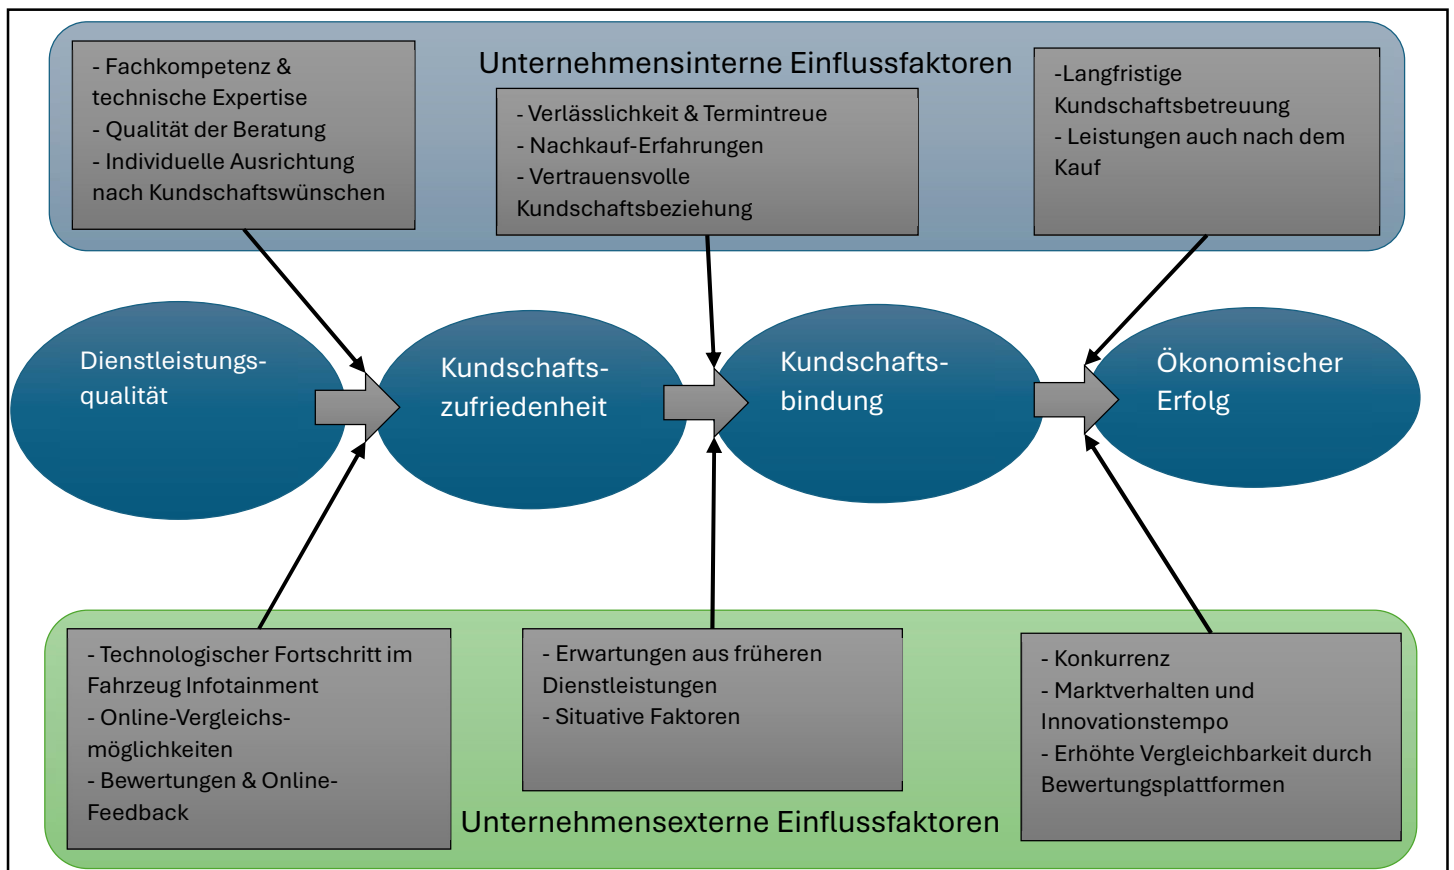 Unternehmensinterne Einflussfaktoren
- Fachkompetenz &
technische Expertise
- Qualität der Beratung
- Individuelle Ausrichtung
nach Kundschaftswünschen
- Verlässlichkeit & Termintreue
- Nachkauf-Erfahrungen
- Vertrauensvolle
Kundschaftsbeziehung
-Langfristige
Kundschaftsbetreuung
- Leistungen auch nach dem
Kauf
Dienstleistungs-
qualität
Kundschafts-
zufriedenheit
Kundschafts-
bindung
Ökonomischer
Erfolg
- Technologischer Fortschritt im
Fahrzeug Infotainment
- Online-Vergleichs-
möglichkeiten
- Bewertungen & Online-
Feedback
- Erwartungen aus früheren
Dienstleistungen
- Situative Faktoren
- Konkurrenz
- Marktverhalten und
Innovationstempo
- Erhöhte Vergleichbarkeit durch
Bewertungsplattformen
Unternehmensexterne Einflussfaktoren